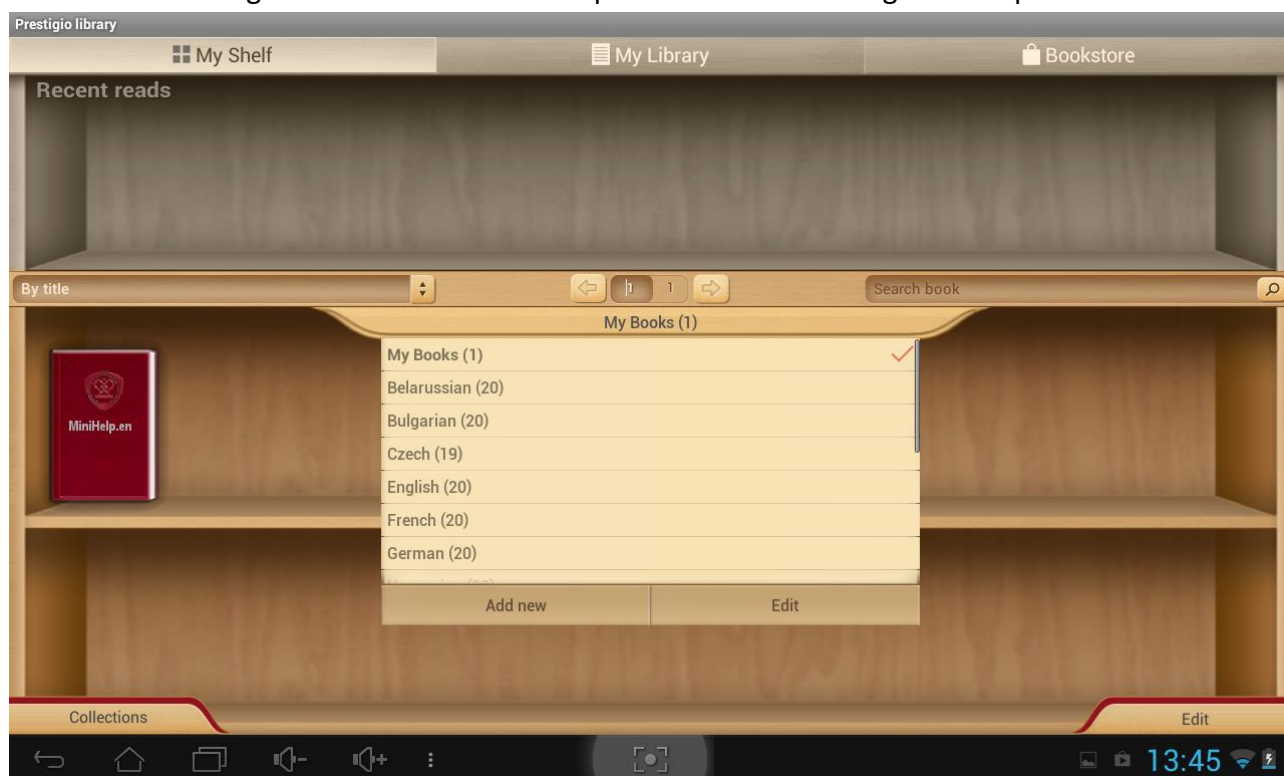 Prestigio library
My Shelf
My Library
Bookstore
Recent reads
By title
1 1
Search book
My Books (1)
MiniHelp.en
My Books (1)
Belarussian (20)
Bulgarian (20)
Czech (19)
English (20)
French (20)
German (20)
Add new
Edit
Collections
Edit
13:45